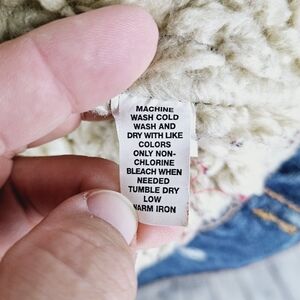 MACHINE
WASH COLD
WASH AND
DRY WITH LIKE
COLORS
ONLY NON-
CHLORINE
BLEACH WHEN
NEEDED
TUMBLE DRY
LOW
WARM IRON